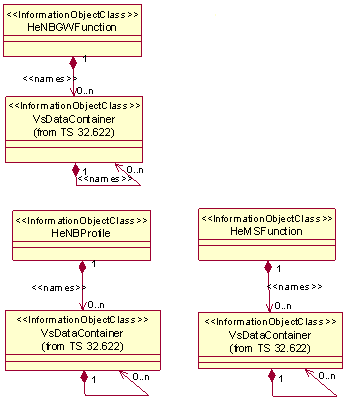 <<InformationObjectClass>>
HeNBGWFunction
1
<<names>>
0..n
<<InformationObjectClass>>
VsDataContainer
(from TS 32.622)
1
0..n
<<names>>
<<InformationObjectClass>>
HeNBProfile
1
<<names>>
0..n
<<InformationObjectClass>>
VsDataContainer
(from TS 32.622)
1
0..n
<<InformationObjectClass>>
HeMSFunction
1
<<names>>
0..n
<<InformationObjectClass>>
VsDataContainer
(from TS 32.622)
1
0..n